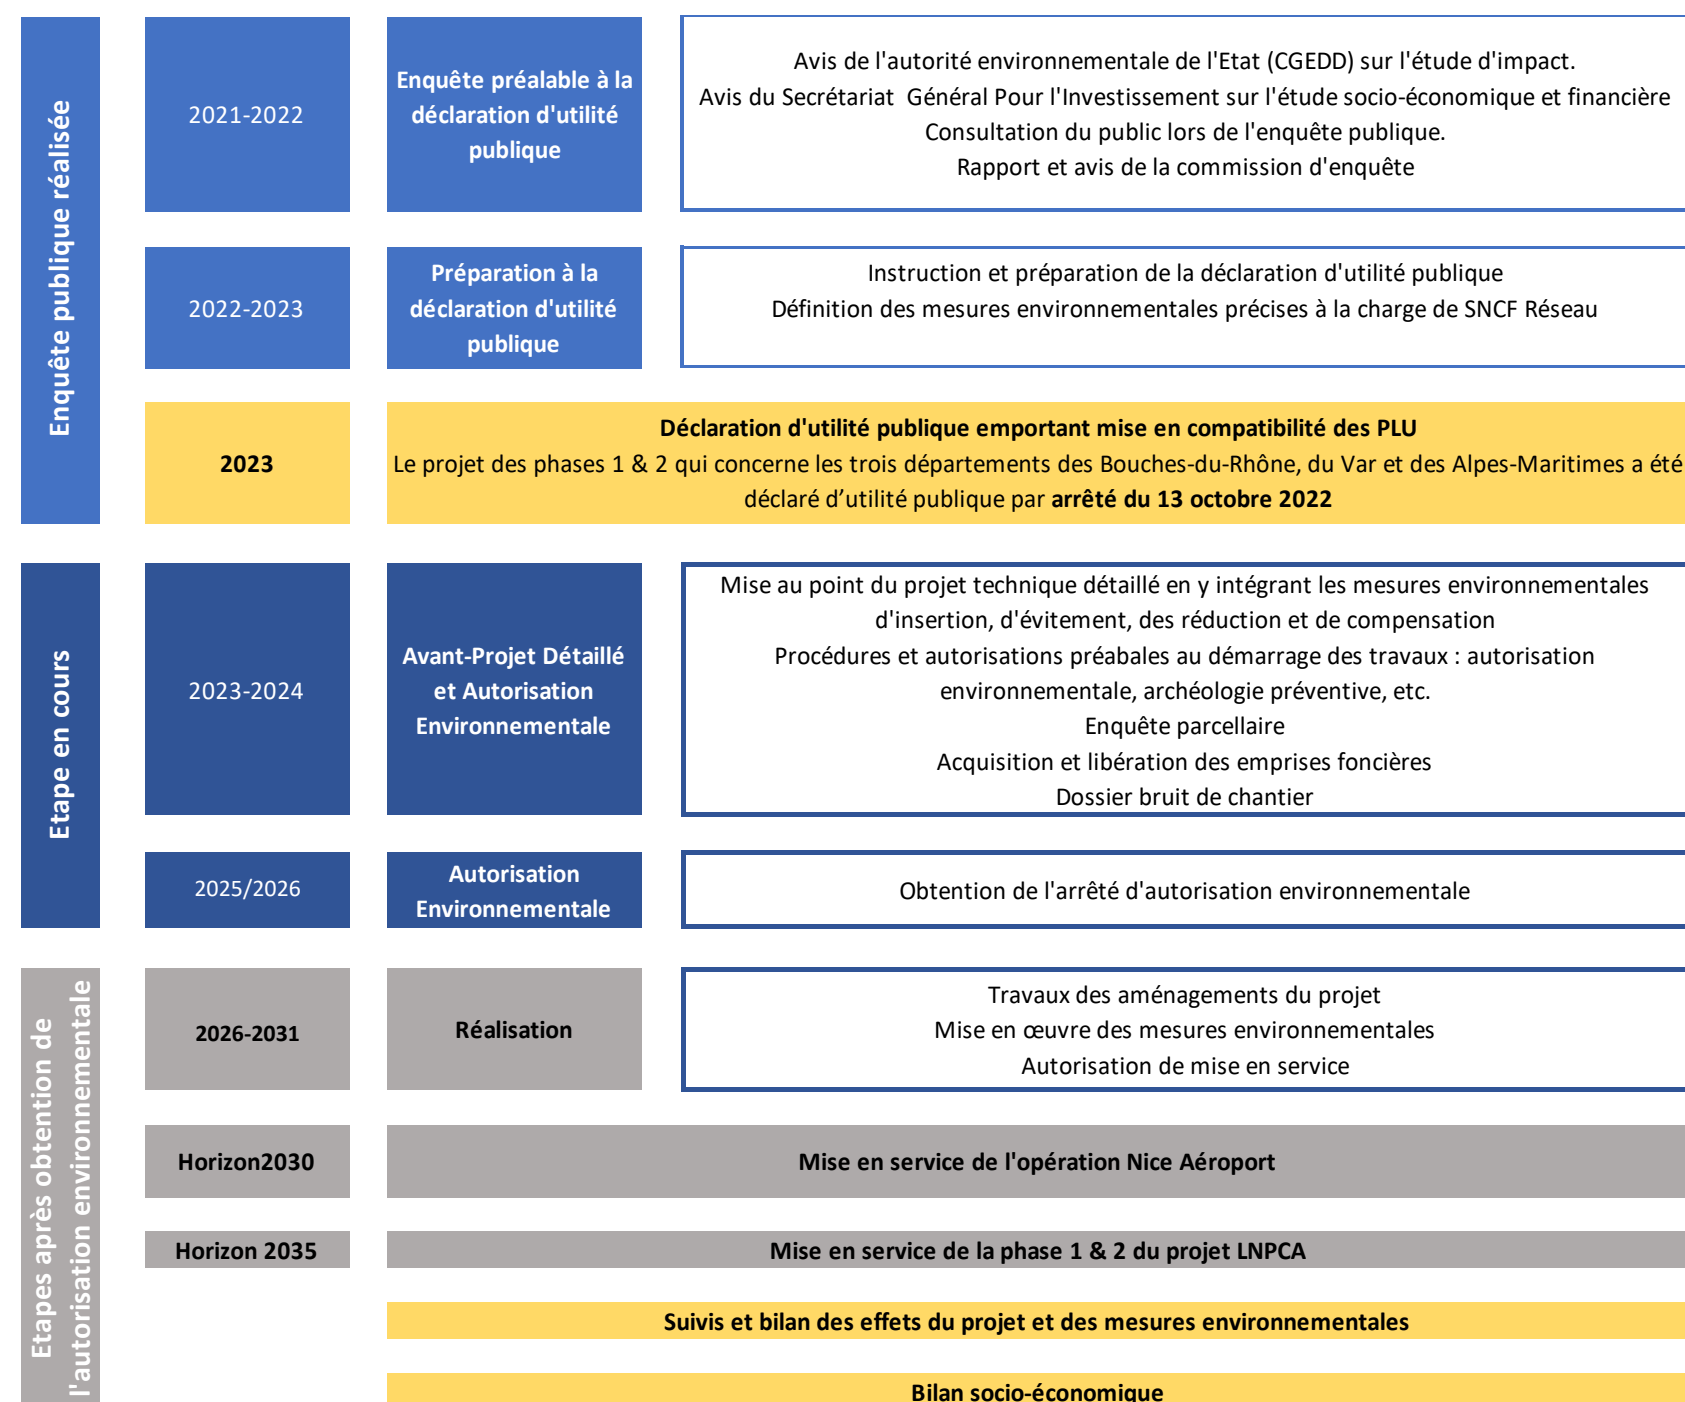 Enquête publique réalisée
2021-2022
Enquête préalable à la
déclaration d'utilité
publique
Avis de l'autorité environnementale de l'Etat (CGEDD) sur l'étude d'impact.
Avis du Secrétariat Général Pour l'Investissement sur l'étude socio-économique et financière
Consultation du public lors de l'enquête publique.
Rapport et avis de la commission d'enquête
2022-2023
Préparation à la
déclaration d'utilité
publique
Instruction et préparation de la déclaration d'utilité publique
Définition des mesures environnementales précises à la charge de SNCF Réseau
2023
Déclaration d'utilité publique emportant mise en compatibilité des PLU
Le projet des phases 1 & 2 qui concerne les trois départements des Bouches-du-Rhône, du Var et des Alpes-Maritimes a été
déclaré d’utilité publique par arrêté du 13 octobre 2022
Etape en cours
2023-2024
Avant-Projet Détaillé
et Autorisation
Environnementale
Mise au point du projet technique détaillé en y intégrant les mesures environnementales
d'insertion, d'évitement, des réduction et de compensation
Procédures et autorisations préabales au démarrage des travaux : autorisation
environnementale, archéologie préventive, etc.
Enquête parcellaire
Acquisition et libération des emprises foncières
Dossier bruit de chantier
2025/2026
Autorisation
Environnementale
Obtention de l'arrêté d'autorisation environnementale
Etapes après obtention de
l'autorisation environnementale
2026-2031
Réalisation
Travaux des aménagements du projet
Mise en œuvre des mesures environnementales
Autorisation de mise en service
Horizon2030
Mise en service de l'opération Nice Aéroport
Horizon 2035
Mise en service de la phase 1 & 2 du projet LNPCA
Suivis et bilan des effets du projet et des mesures environnementales
Bilan socio-économique